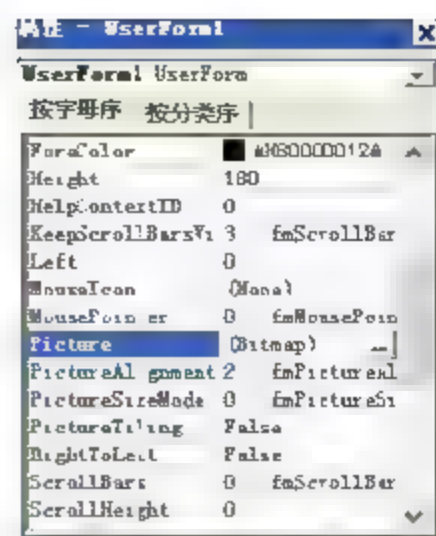 属性 - UserForm1
UserForm1 UserForm
按字母序 按分类序
ForeColor &H80000012&
Height 180
HelpContextID 0
KeepScrollBarsVi 3 fmScrollBar
Left 0
MouseIcon (None)
MousePointer 0 fmMousePoin
Picture (Bitmap) ...
PictureAlignment 2 fmPictureAl
PictureSizeMode 0 fmPictureSi
PictureTiling False
RightToLeft False
ScrollBars 0 fmScrollBar
ScrollHeight 0